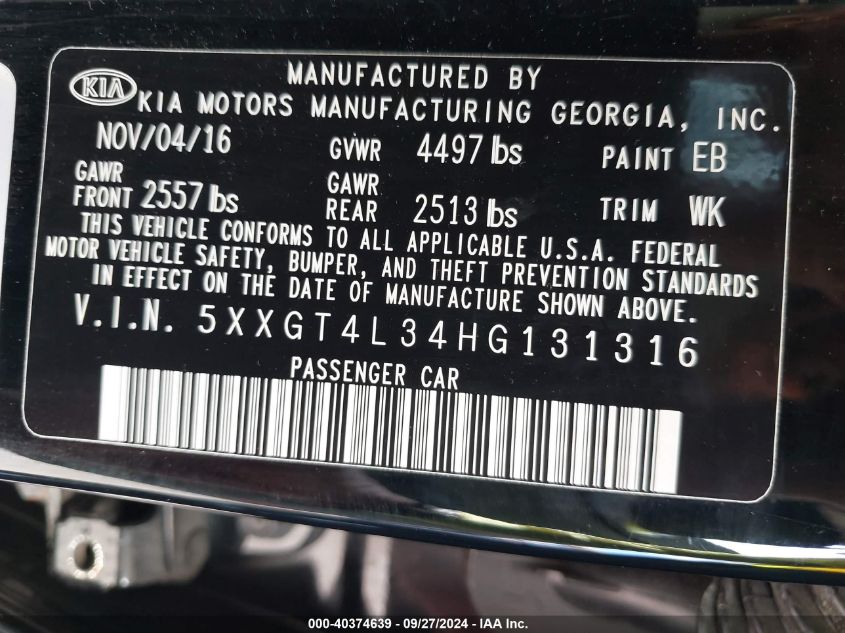 MANUFACTURED BY
KIA KIA MOTORS MANUFACTURING GEORGIA, INC.
NOV/04/16 GVWR 4497 lbs PAINT EB
GAWR GAWR
FRONT 2557 lbs REAR 2513 lbs TRIM WK
THIS VEHICLE CONFORMS TO ALL APPLICABLE U.S.A. FEDERAL
MOTOR VEHICLE SAFETY, BUMPER, AND THEFT PREVENTION STANDARDS
IN EFFECT ON THE DATE OF MANUFACTURE SHOWN ABOVE.
V.I.N. 5XXGT4L34HG131316
PASSENGER CAR
000-40374639 - 09/27/2024 - IAA Inc.